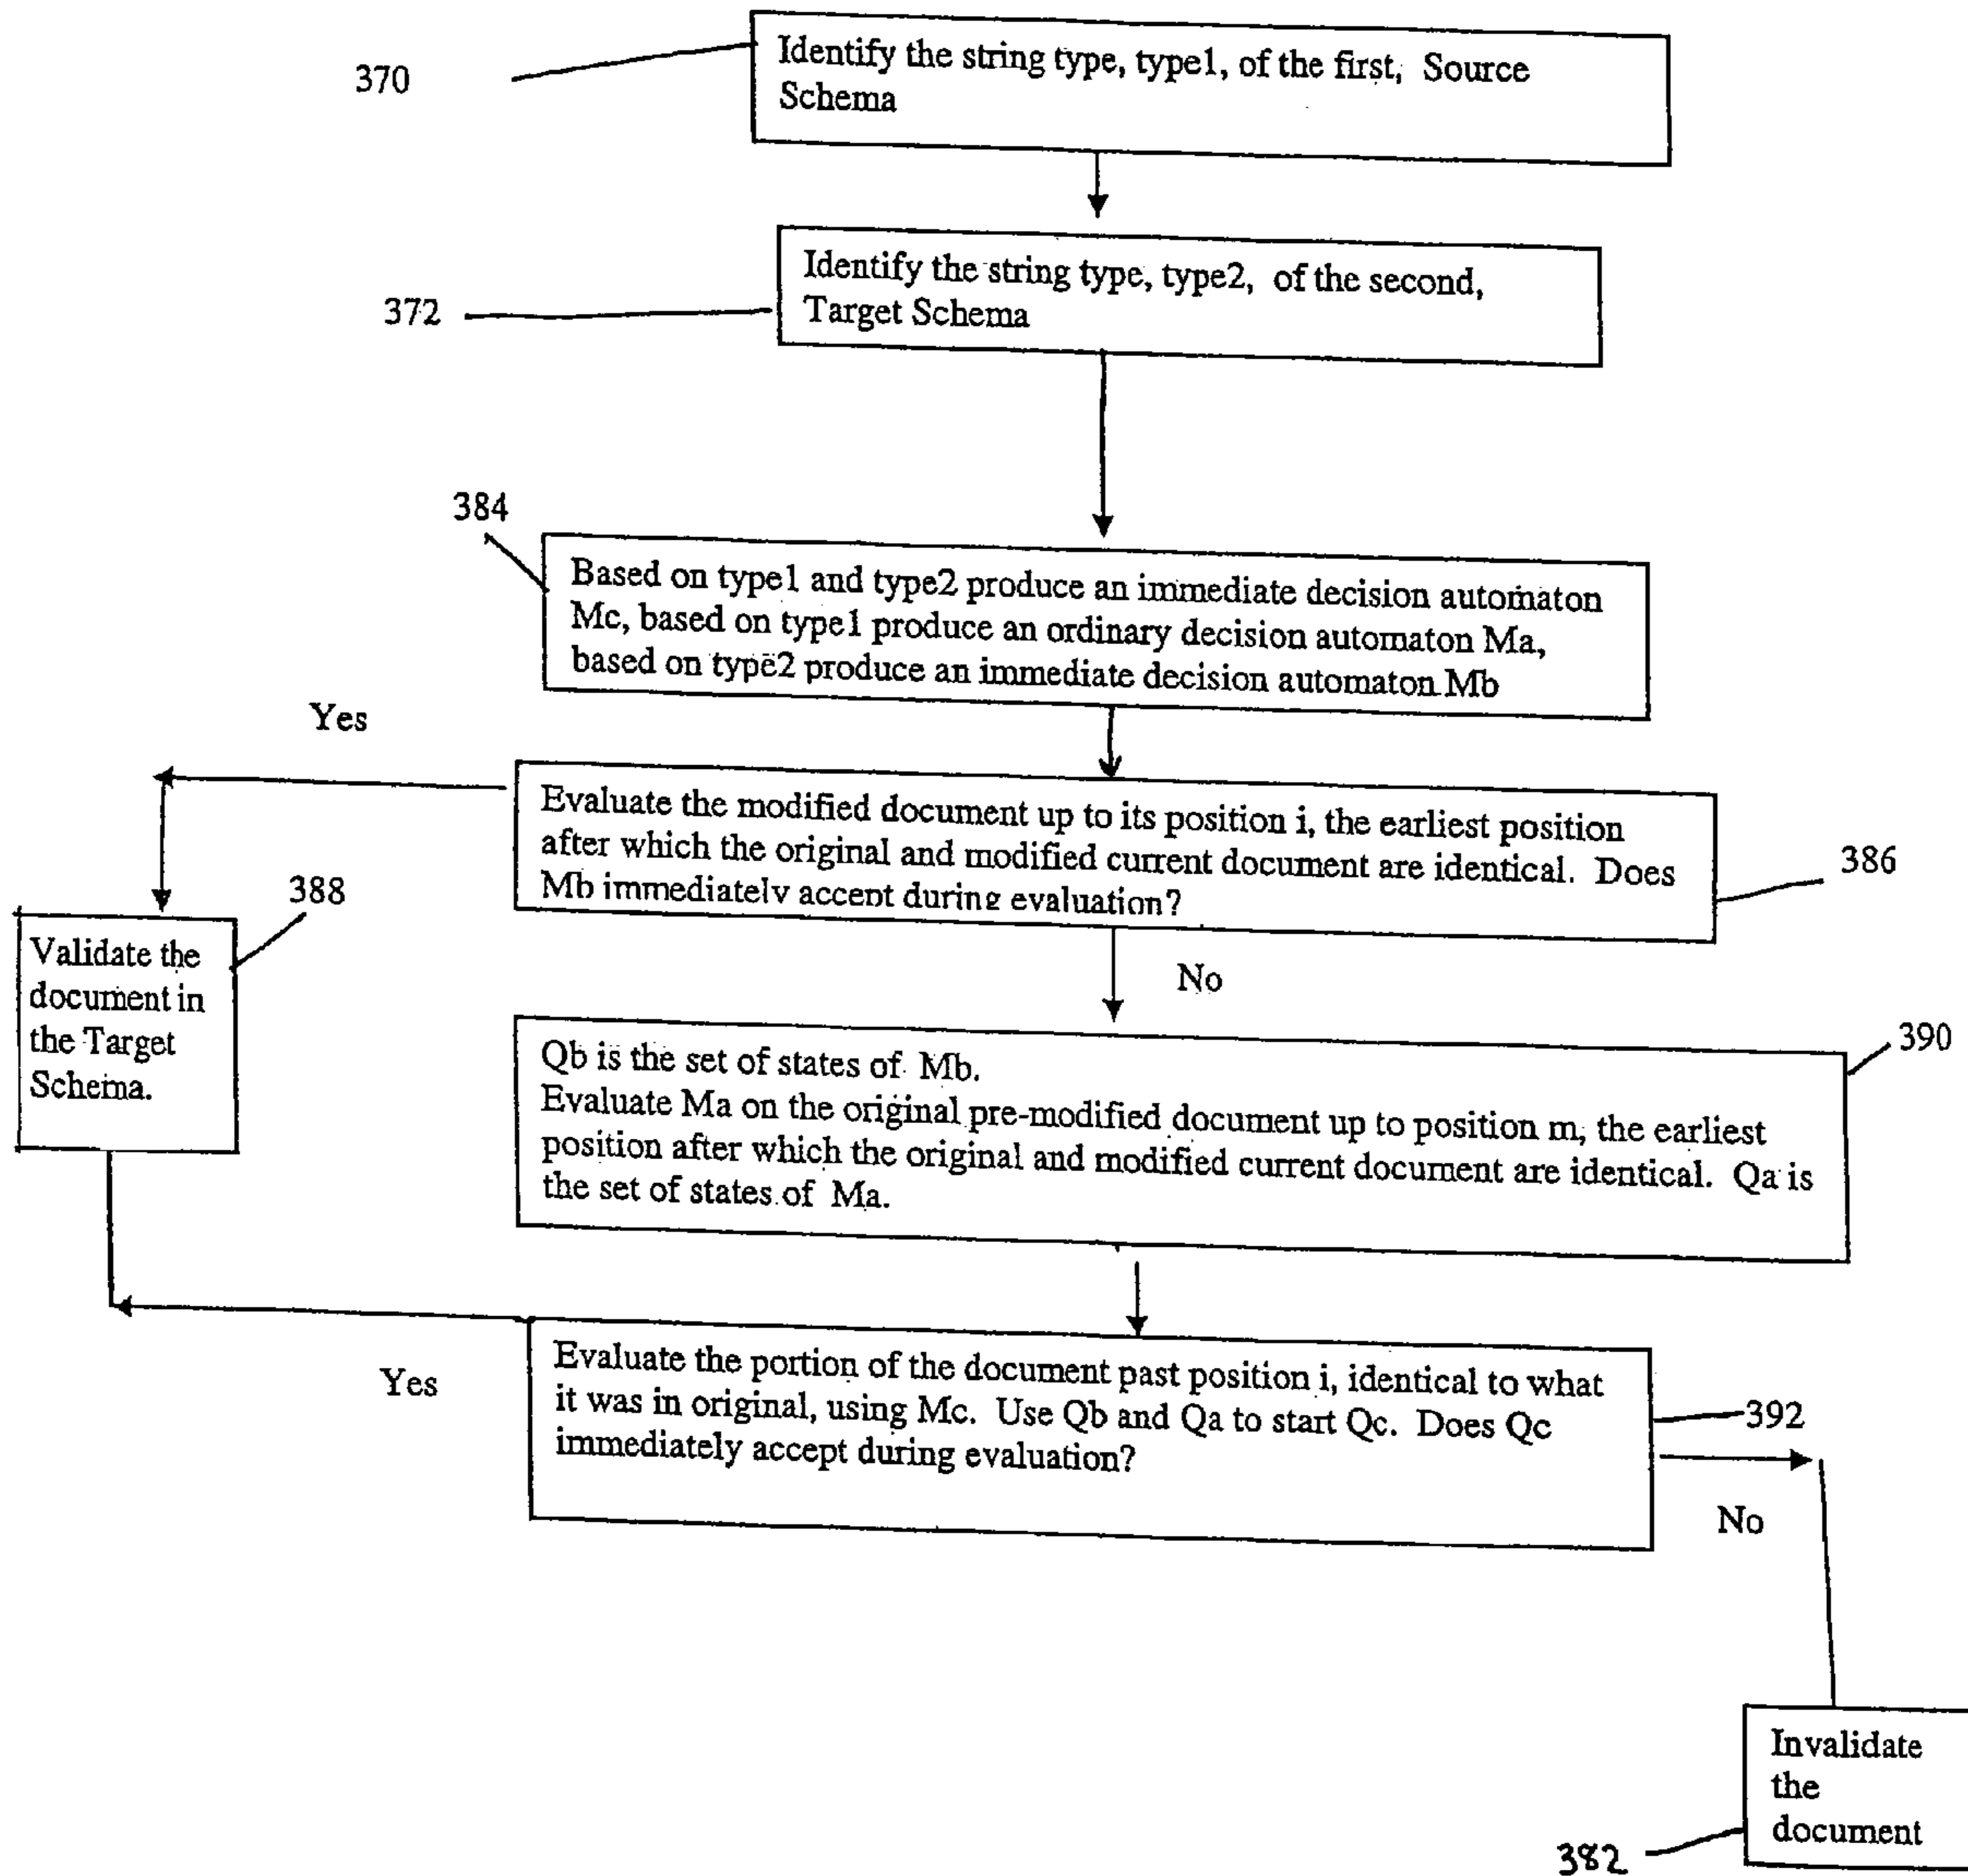 370
Identify the string type, type1, of the first, Source
Schema
372
Identify the string type, type2, of the second,
Target Schema
384
Based on type1 and type2 produce an immediate decision automaton
Mc, based on type1 produce an ordinary decision automaton Ma,
based on type2 produce an immediate decision automaton Mb
Yes
Evaluate the modified document up to its position i, the earliest position
after which the original and modified current document are identical. Does
Mb immediately accept during evaluation?
386
388
Validate the
document in
the Target
Schema.
No
390
Qb is the set of states of Mb.
Evaluate Ma on the original pre-modified document up to position m, the earliest
position after which the original and modified current document are identical. Qa is
the set of states of Ma.
Yes
Evaluate the portion of the document past position i, identical to what
it was in original, using Mc. Use Qb and Qa to start Qc. Does Qc
immediately accept during evaluation?
392
No
Invalidate
the
document
382